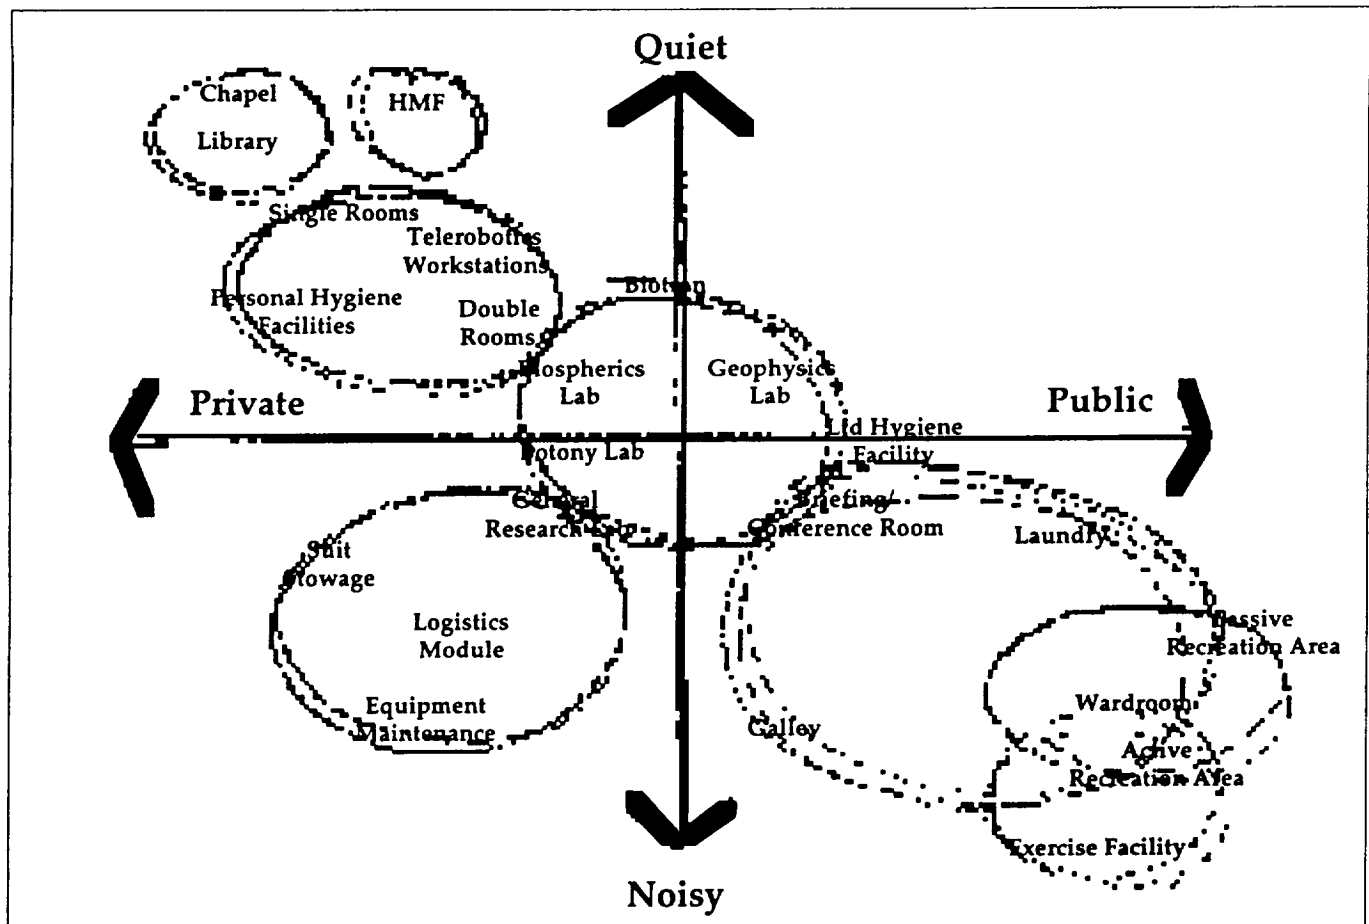 Quiet
Chapel
Library
HMF
Single Rooms
Telerobotics
Workstations
Personal Hygiene
Facilities
Double
Rooms
Biospherics
Lab
Geophysics
Lab
Private
Public
Hygiene
Facility
Botony Lab
General
Research Lab
Briefing/
Conference Room
Laundry
Suit
Stowage
Logistics
Module
Equipment
Maintenance
Passive
Recreation Area
Wardroom
Galley
Active
Recreation Area
Exercise Facility
Noisy